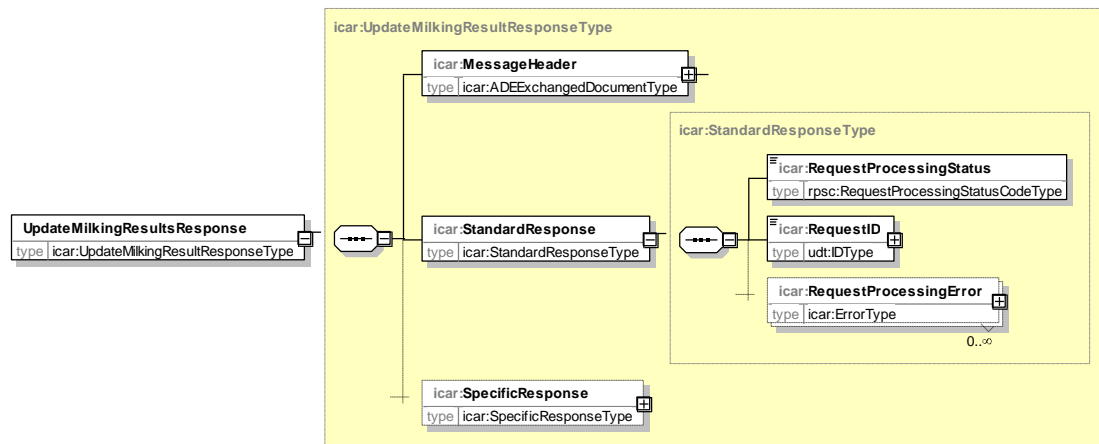 icar:UpdateMilkingResultResponseType
icar:MessageHeader
type icar:ADEExchangedDocumentType
icar:StandardResponseType
icar:RequestProcessingStatus
type rpsc:RequestProcessingStatusCodeType
UpdateMilkingResultsResponse
type icar:UpdateMilkingResultResponseType
icar:StandardResponse
type icar:StandardResponseType
icar:RequestID
type udt:IDType
icar:RequestProcessingError
type icar:ErrorType
0..∞
icar:SpecificResponse
type icar:SpecificResponseType